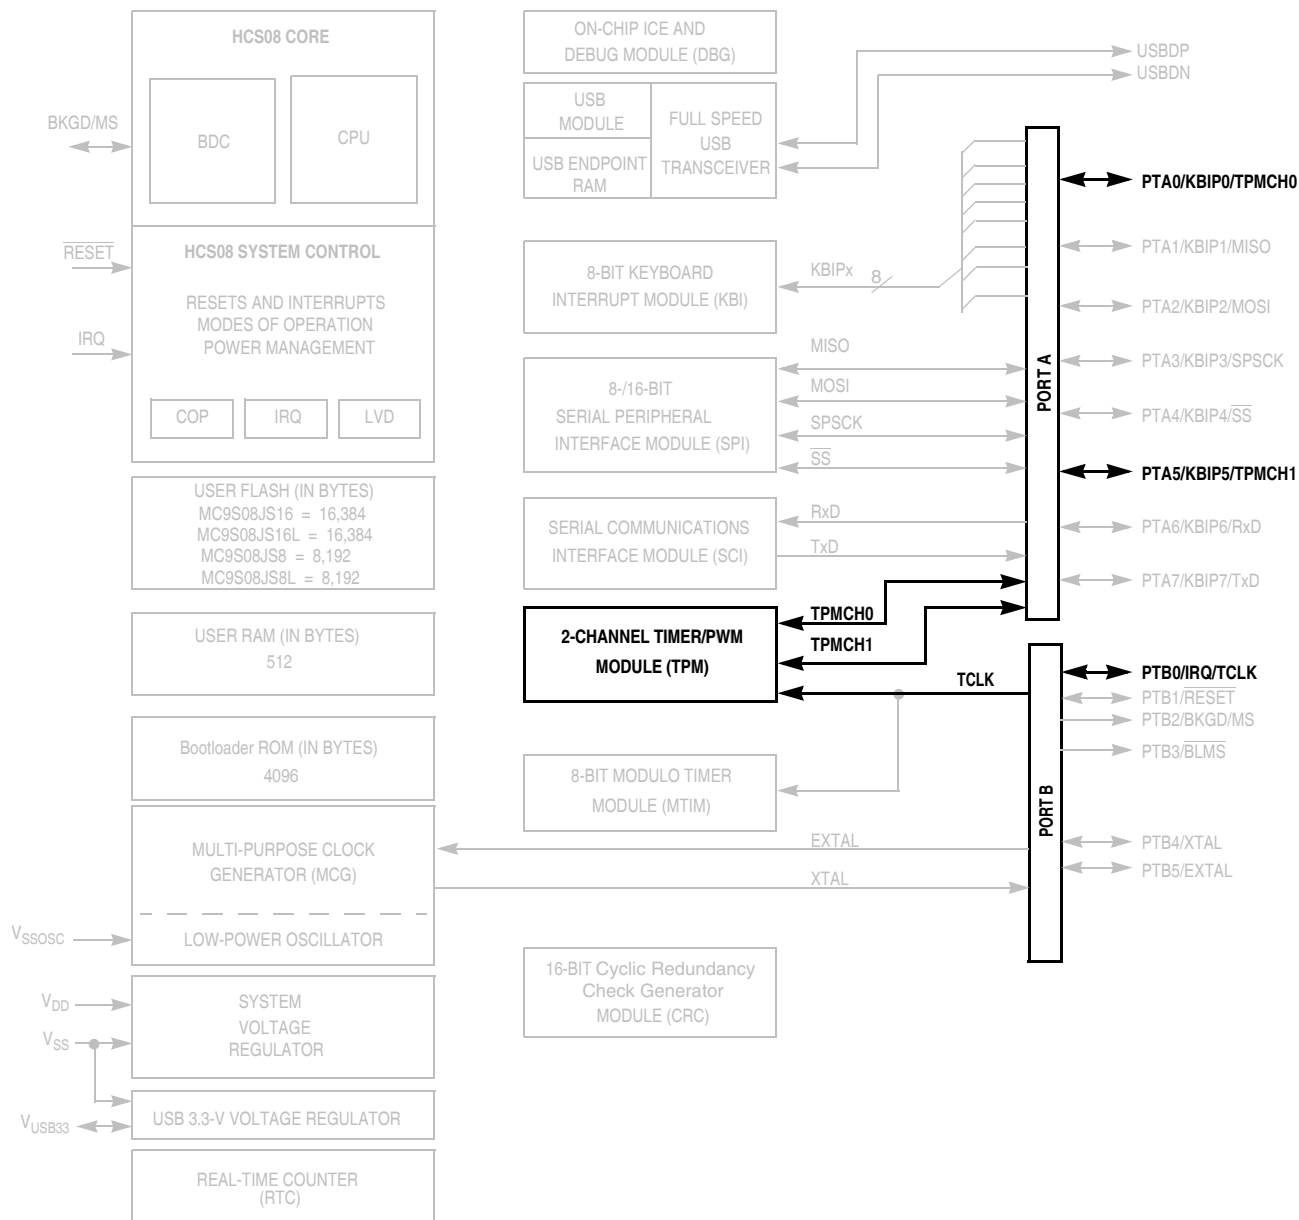 HCS08 CORE
BDC
CPU
BKGD/MS
RESET
HCS08 SYSTEM CONTROL
RESETS AND INTERRUPTS
MODES OF OPERATION
POWER MANAGEMENT
IRQ
COP
IRQ
LVD
USER FLASH (IN BYTES)
MC9S08JS16 = 16,384
MC9S08JS16L = 16,384
MC9S08JS8 = 8,192
MC9S08JS8L = 8,192
USER RAM (IN BYTES)
512
Bootloader ROM (IN BYTES)
4096
MULTI-PURPOSE CLOCK
GENERATOR (MCG)
LOW-POWER OSCILLATOR
VSSOSC
VDD
VSS
SYSTEM
VOLTAGE
REGULATOR
USB 3.3-V VOLTAGE REGULATOR
VUSB33
REAL-TIME COUNTER
(RTC)
ON-CHIP ICE AND
DEBUG MODULE (DBG)
USB
MODULE
USB ENDPOINT
RAM
FULL SPEED
USB
TRANSCEIVER
8-BIT KEYBOARD
INTERRUPT MODULE (KBI)
KBIPx
8
8-/16-BIT
SERIAL PERIPHERAL
INTERFACE MODULE (SPI)
MISO
MOSI
SPSCK
SS
SERIAL COMMUNICATIONS
INTERFACE MODULE (SCI)
RxD
TxD
2-CHANNEL TIMER/PWM
MODULE (TPM)
TPMCH0
TPMCH1
TCLK
8-BIT MODULO TIMER
MODULE (MTIM)
EXTAL
XTAL
16-BIT Cyclic Redundancy
Check Generator
MODULE (CRC)
USBDP
USBDN
PORT A
PTA0/KBIP0/TPMCH0
PTA1/KBIP1/MISO
PTA2/KBIP2/MOSI
PTA3/KBIP3/SPSCK
PTA4/KBIP4/SS
PTA5/KBIP5/TPMCH1
PTA6/KBIP6/RxD
PTA7/KBIP7/TxD
PORT B
PTB0/IRQ/TCLK
PTB1/RESET
PTB2/BKGD/MS
PTB3/BLMS
PTB4/XTAL
PTB5/EXTAL